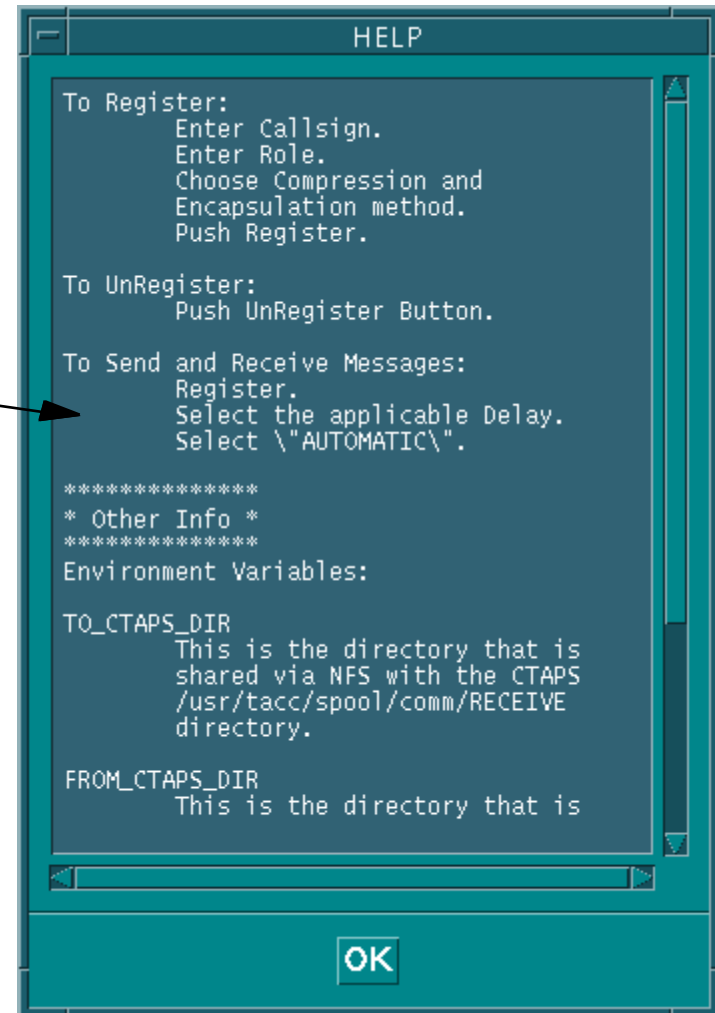 HELP
To Register:
Enter Callsign.
Enter Role.
Choose Compression and
Encapsulation method.
Push Register.
To UnRegister:
Push UnRegister Button.
To Send and Receive Messages:
Register.
Select the applicable Delay.
Select \"AUTOMATIC\".
**************
* Other Info *
**************
Environment Variables:
TO_CTAPS_DIR
This is the directory that is
shared via NFS with the CTAPS
/usr/tacc/spool/comm/RECEIVE
directory.
FROM_CTAPS_DIR
This is the directory that is
OK